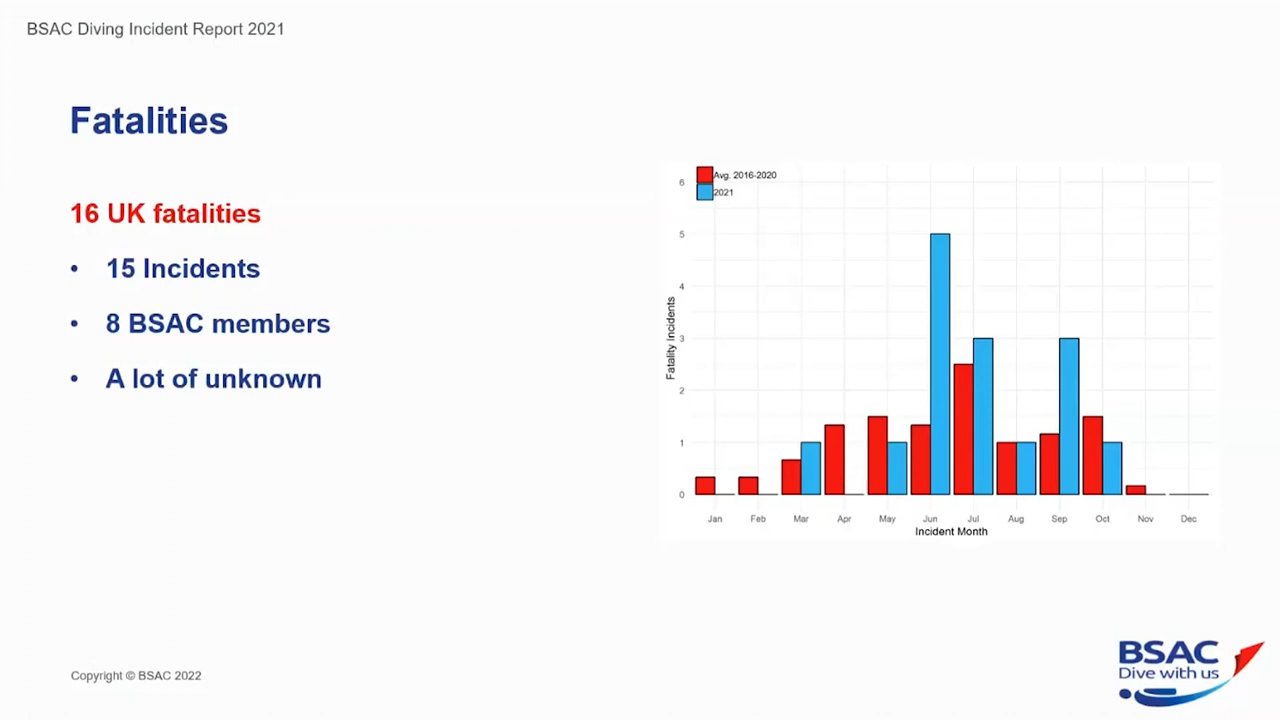 BSAC Diving Incident Report 2021
Fatalities
16 UK fatalities
• 15 Incidents
• 8 BSAC members
• A lot of unknown
Avg. 2016-2020
2021
6
5
4
3
2
1
0
Fatality Incidents
Jan Feb Mar Apr May Jun Jul Aug Sep Oct Nov Dec
Incident Month
Copyright © BSAC 2022
BSAC
Dive with us